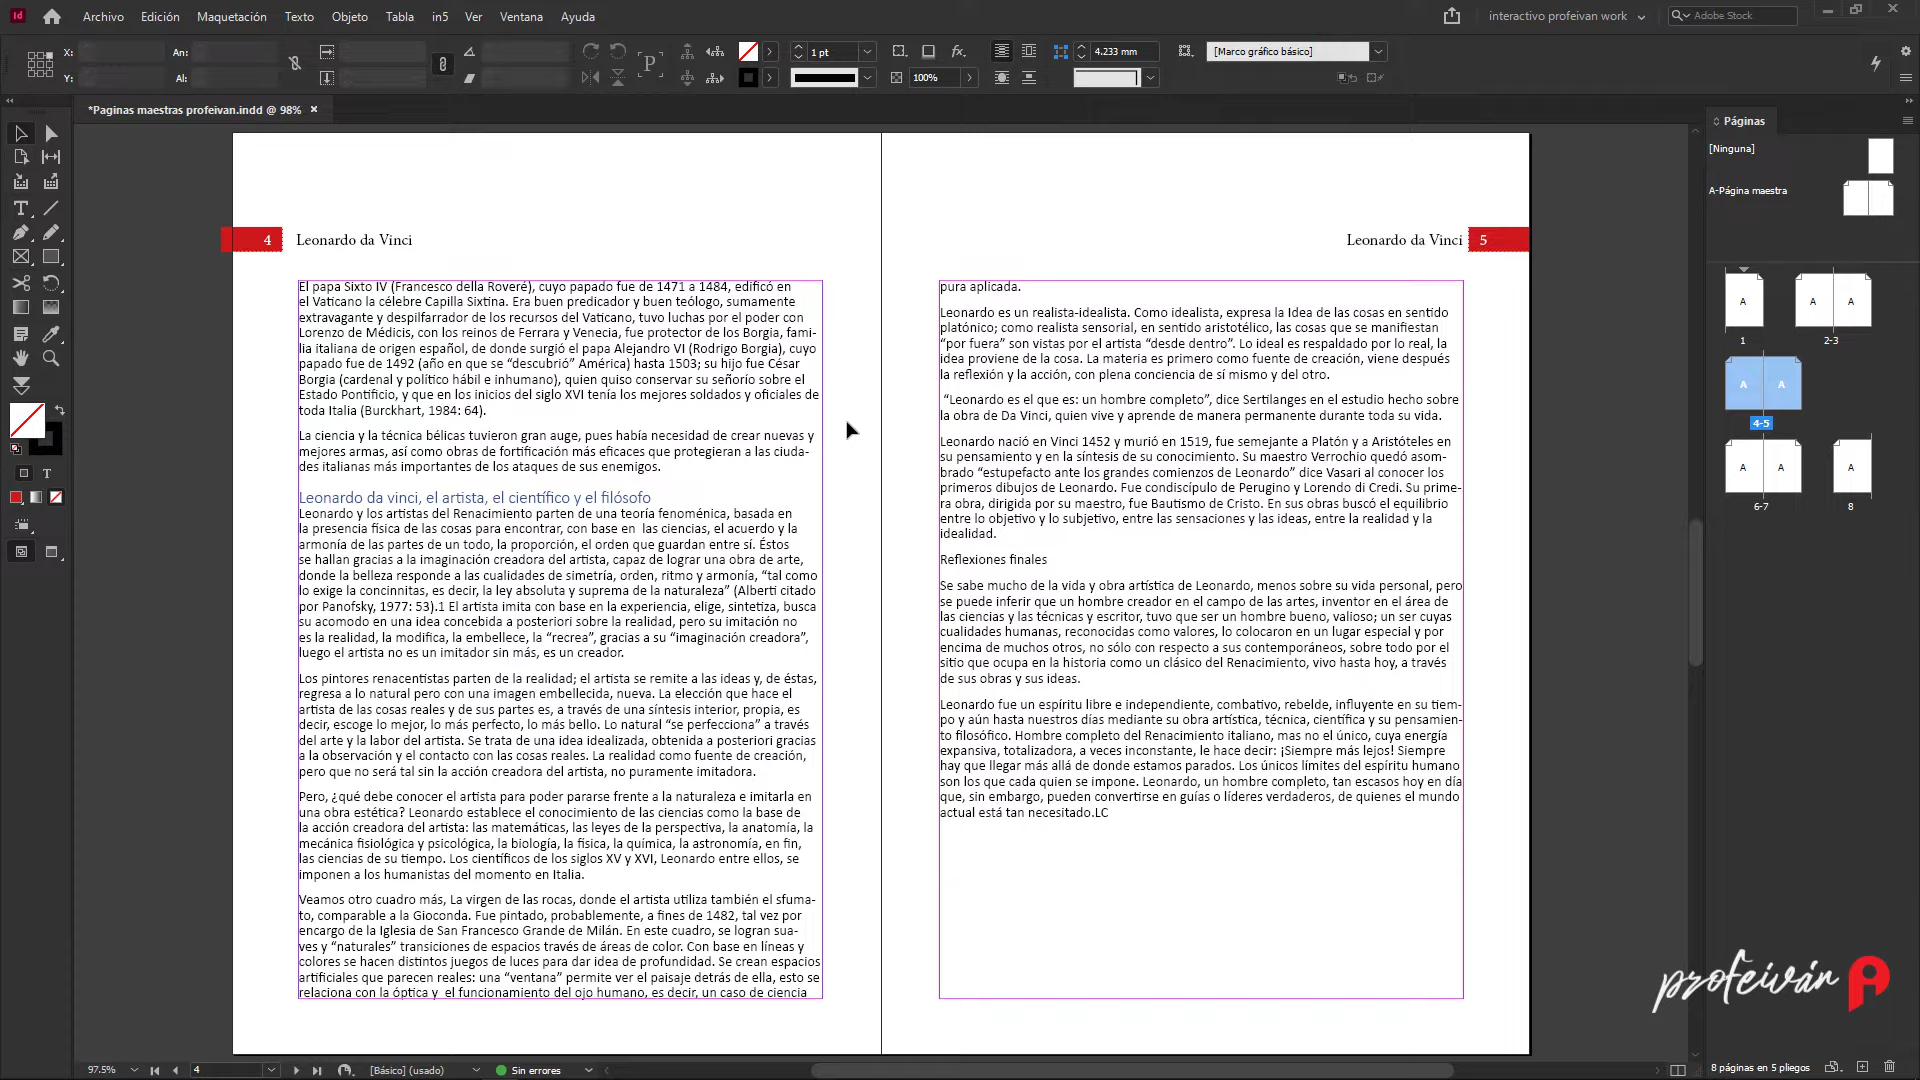 Id Archivo Edición Maquetación Texto Objeto Tabla in5 Ver Ventana Ayuda interactivo profeivan work Adobe Stock
X: An: 1 pt fx. 4.233 mm [Marco gráfico básico]
Y: Al: 100%
*Paginas maestras profeivan.indd @ 98%
Páginas
[Ninguna]
A-Página maestra
A A A
1 2-3
A A
4-5
A A A
6-7 8
4 Leonardo da Vinci
El papa Sixto IV (Francesco della Roveré), cuyo papado fue de 1471 a 1484, edificó en
el Vaticano la célebre Capilla Sixtina. Era buen predicador y buen teólogo, sumamente
extravagante y despilfarrador de los recursos del Vaticano, tuvo luchas por el poder con
Lorenzo de Médicis, con los reinos de Ferrara y Venecia, fue protector de los Borgia, fami-
lia italiana de origen español, de donde surgió el papa Alejandro VI (Rodrigo Borgia), cuyo
papado fue de 1492 (año en que se “descubrió” América) hasta 1503; su hijo fue César
Borgia (cardenal y político hábil e inhumano), quien quiso conservar su señorío sobre el
Estado Pontificio, y que en los inicios del siglo XVI tenía los mejores soldados y oficiales de
toda Italia (Burckhart, 1984: 64).
La ciencia y la técnica bélicas tuvieron gran auge, pues había necesidad de crear nuevas y
mejores armas, así como obras de fortificación más eficaces que protegieran a las ciuda-
des italianas más importantes de los ataques de sus enemigos.
Leonardo da vinci, el artista, el científico y el filósofo
Leonardo y los artistas del Renacimiento parten de una teoría fenoménica, basada en
la presencia física de las cosas para encontrar, con base en las ciencias, el acuerdo y la
armonía de las partes de un todo, la proporción, el orden que guardan entre sí. Éstos
se hallan gracias a la imaginación creadora del artista, capaz de lograr una obra de arte,
donde la belleza responde a las cualidades de simetría, orden, ritmo y armonía, “tal como
lo exige la concinnitas, es decir, la ley absoluta y suprema de la naturaleza” (Alberti citado
por Panofsky, 1977: 53).1 El artista imita con base en la experiencia, elige, sintetiza, busca
su acomodo en una idea concebida a posteriori sobre la realidad, pero su imitación no
es la realidad, la modifica, la embellece, la “recrea”, gracias a su “imaginación creadora”,
luego el artista no es un imitador sin más, es un creador.
Los pintores renacentistas parten de la realidad; el artista se remite a las ideas y, de éstas,
regresa a lo natural pero con una imagen embellecida, nueva. La elección que hace el
artista de las cosas reales y de sus partes es, a través de una síntesis interior, propia, es
decir, escoge lo mejor, lo más perfecto, lo más bello. Lo natural “se perfecciona” a través
del arte y la labor del artista. Se trata de una idea idealizada, obtenida a posteriori gracias
a la observación y el contacto con las cosas reales. La realidad como fuente de creación,
pero que no será tal sin la acción creadora del artista, no puramente imitadora.
Pero, ¿qué debe conocer el artista para poder pararse frente a la naturaleza e imitarla en
una obra estética? Leonardo establece el conocimiento de las ciencias como la base de
la acción creadora del artista: las matemáticas, las leyes de la perspectiva, la anatomía, la
mecánica fisiológica y psicológica, la biología, la física, la química, la astronomía, en fin,
las ciencias de su tiempo. Los científicos de los siglos XV y XVI, Leonardo entre ellos, se
imponen a los humanistas del momento en Italia.
Veamos otro cuadro más, La virgen de las rocas, donde el artista utiliza también el sfuma-
to, comparable a la Gioconda. Fue pintado, probablemente, a fines de 1482, tal vez por
encargo de la Iglesia de San Francesco Grande de Milán. En este cuadro, se logran sua-
ves y “naturales” transiciones de espacios través de áreas de color. Con base en líneas y
colores se hacen distintos juegos de luces para dar idea de profundidad. Se crean espacios
artificiales que parecen reales: una “ventana” permite ver el paisaje detrás de ella, esto se
relaciona con la óptica y el funcionamiento del ojo humano, es decir, un caso de ciencia
Leonardo da Vinci 5
pura aplicada.
Leonardo es un realista-idealista. Como idealista, expresa la Idea de las cosas en sentido
platónico; como realista sensorial, en sentido aristotélico, las cosas que se manifiestan
“por fuera” son vistas por el artista “desde dentro”. Lo ideal es respaldado por lo real, la
idea proviene de la cosa. La materia es primero como fuente de creación, viene después
la reflexión y la acción, con plena conciencia de sí mismo y del otro.
“Leonardo es el que es: un hombre completo”, dice Sertilanges en el estudio hecho sobre
la obra de Da Vinci, quien vive y aprende de manera permanente durante toda su vida.
Leonardo nació en Vinci 1452 y murió en 1519, fue semejante a Platón y a Aristóteles en
su pensamiento y en la síntesis de su conocimiento. Su maestro Verrochio quedó asom-
brado “estupefacto ante los grandes comienzos de Leonardo” dice Vasari al conocer los
primeros dibujos de Leonardo. Fue condiscípulo de Perugino y Lorendo di Credi. Su prime-
ra obra, dirigida por su maestro, fue Bautismo de Cristo. En sus obras buscó el equilibrio
entre lo objetivo y lo subjetivo, entre las sensaciones y las ideas, entre la realidad y la
idealidad.
Reflexiones finales
Se sabe mucho de la vida y obra artística de Leonardo, menos sobre su vida personal, pero
se puede inferir que un hombre creador en el campo de las artes, inventor en el área de
las ciencias y las técnicas y escritor, tuvo que ser un hombre bueno, valioso; un ser cuyas
cualidades humanas, reconocidas como valores, lo colocaron en un lugar especial y por
encima de muchos otros, no sólo con respecto a sus contemporáneos, sobre todo por el
sitio que ocupa en la historia como un clásico del Renacimiento, vivo hasta hoy, a través
de sus obras y sus ideas.
Leonardo fue un espíritu libre e independiente, combativo, rebelde, influyente en su tiem-
po y aún hasta nuestros días mediante su obra artística, técnica, científica y su pensamien-
to filosófico. Hombre completo del Renacimiento italiano, mas no el único, cuya energía
expansiva, totalizadora, a veces inconstante, le hace decir: ¡Siempre más lejos! Siempre
hay que llegar más allá de donde estamos parados. Los únicos límites del espíritu humano
son los que cada quien se impone. Leonardo, un hombre completo, tan escasos hoy en día
que, sin embargo, pueden convertirse en guías o líderes verdaderos, de quienes el mundo
actual está tan necesitado.LC
profeiván
97.5% 4 [Básico] (usado) Sin errores 8 páginas en 5 pliegos